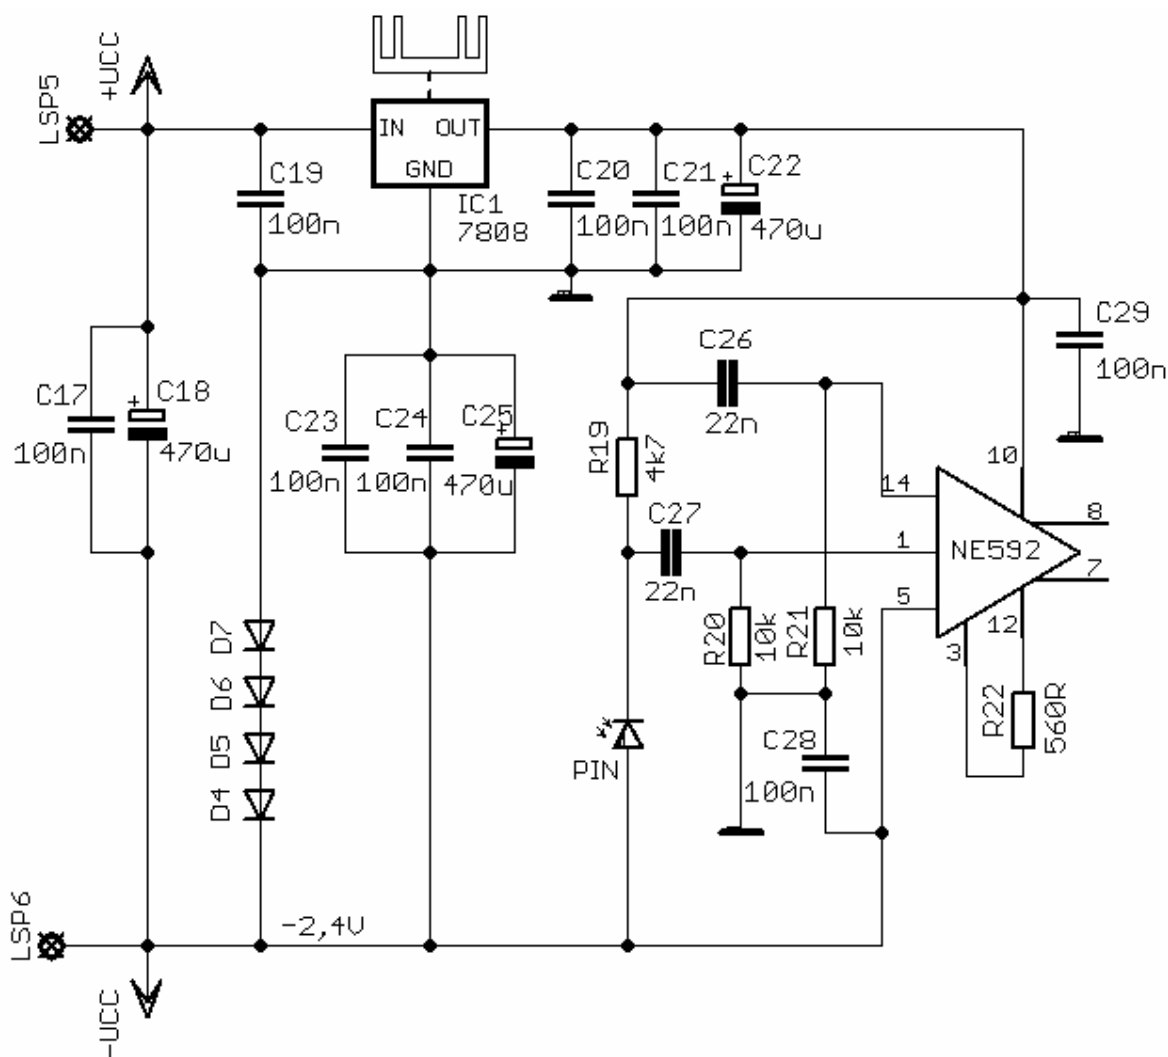 +UCC
LSP5
IN OUT
GND
IC1
7808
C19
100n
C20
100n
C21
100n
+
C22
470u
C17
100n
+
C18
470u
C23
100n
C24
100n
C25
+
470u
C26
22n
C29
100n
R19
4k7
C27
22n
14
1
5
3
10
12
8
7
NE592
R20
10k
R21
10k
R22
560R
C28
100n
PIN
D7
D6
D5
D4
-2,4V
LSP6
-UCC